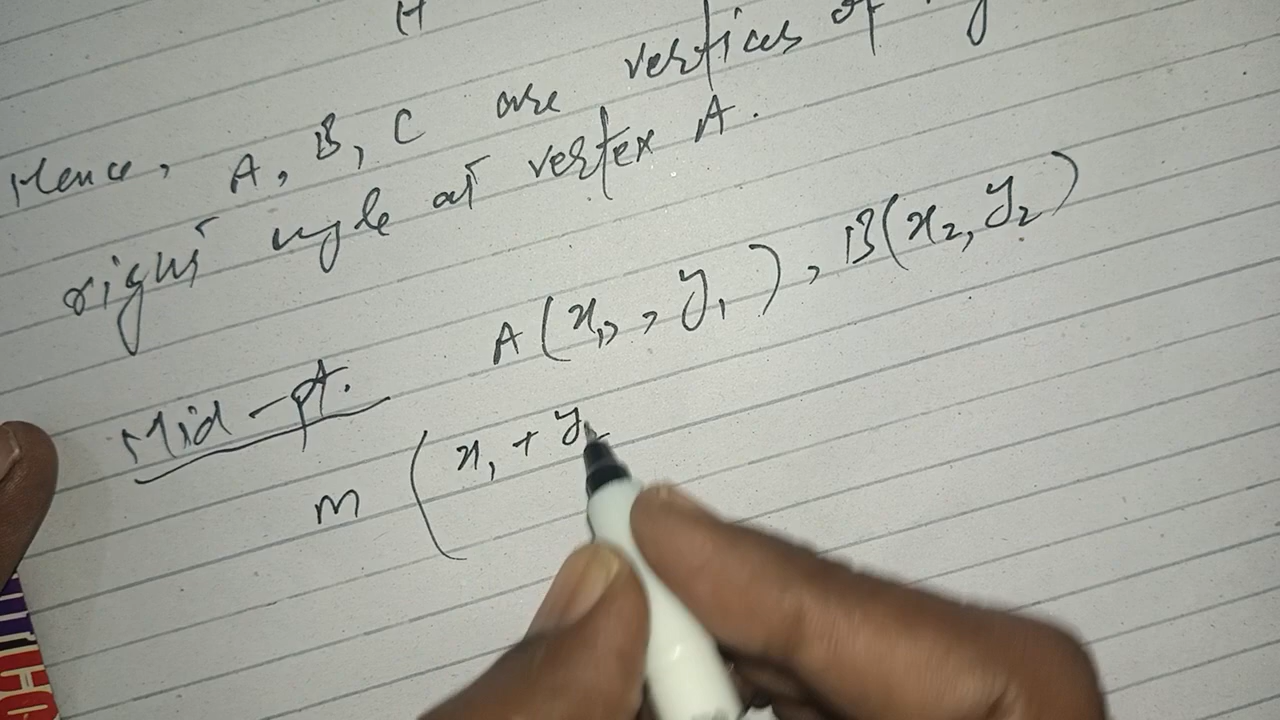 H
Hence, A, B, C are vertices of
right angle at vertex A.
A(x₁, y₁), B(x₂, y₂)
Mid-pt.
M (x₁ + y